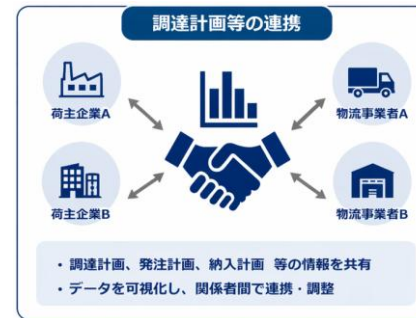 調達計画等の連携
荷主企業A
物流事業者A
荷主企業B
物流事業者B
・調達計画、発注計画、納入計画 等の情報を共有
・データを可視化し、関係者間で連携・調整